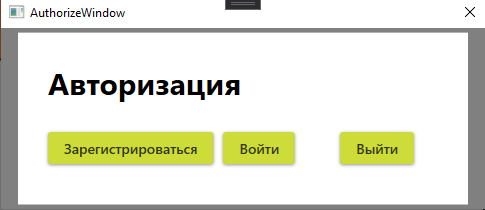 AuthorizeWindow
Авторизация
Зарегистрироваться Войти Выйти